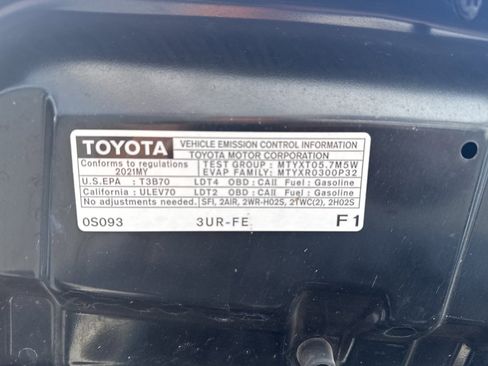 TOYOTA VEHICLE EMISSION CONTROL INFORMATION
TOYOTA MOTOR CORPORATION
Conforms to regulations TEST GROUP : MTYXT05.7M5W
2021MY EVAP FAMILY: MTYXR0300P32
U.S.EPA : T3B70 LDT4 OBD : CAII Fuel : Gasoline
California : ULEV70 LDT2 OBD : CAII Fuel : Gasoline
No adjustments needed. SFI, 2AIR, 2WR-HO2S, 2TWC(2), 2HO2S
0S093 3UR-FE F1